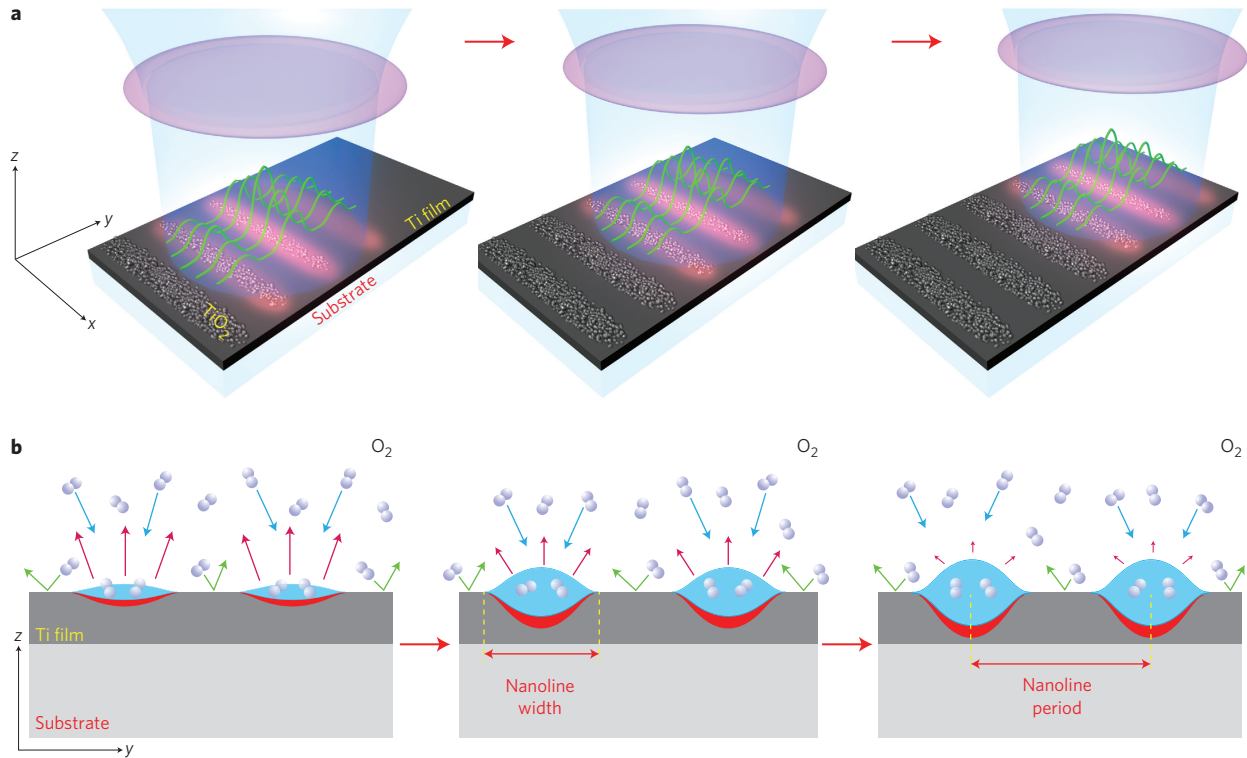 a
z
y
x
TiO₂
Ti film
Substrate
b
O₂
O₂
O₂
z
Ti film
Substrate
y
Nanoline
width
Nanoline
period